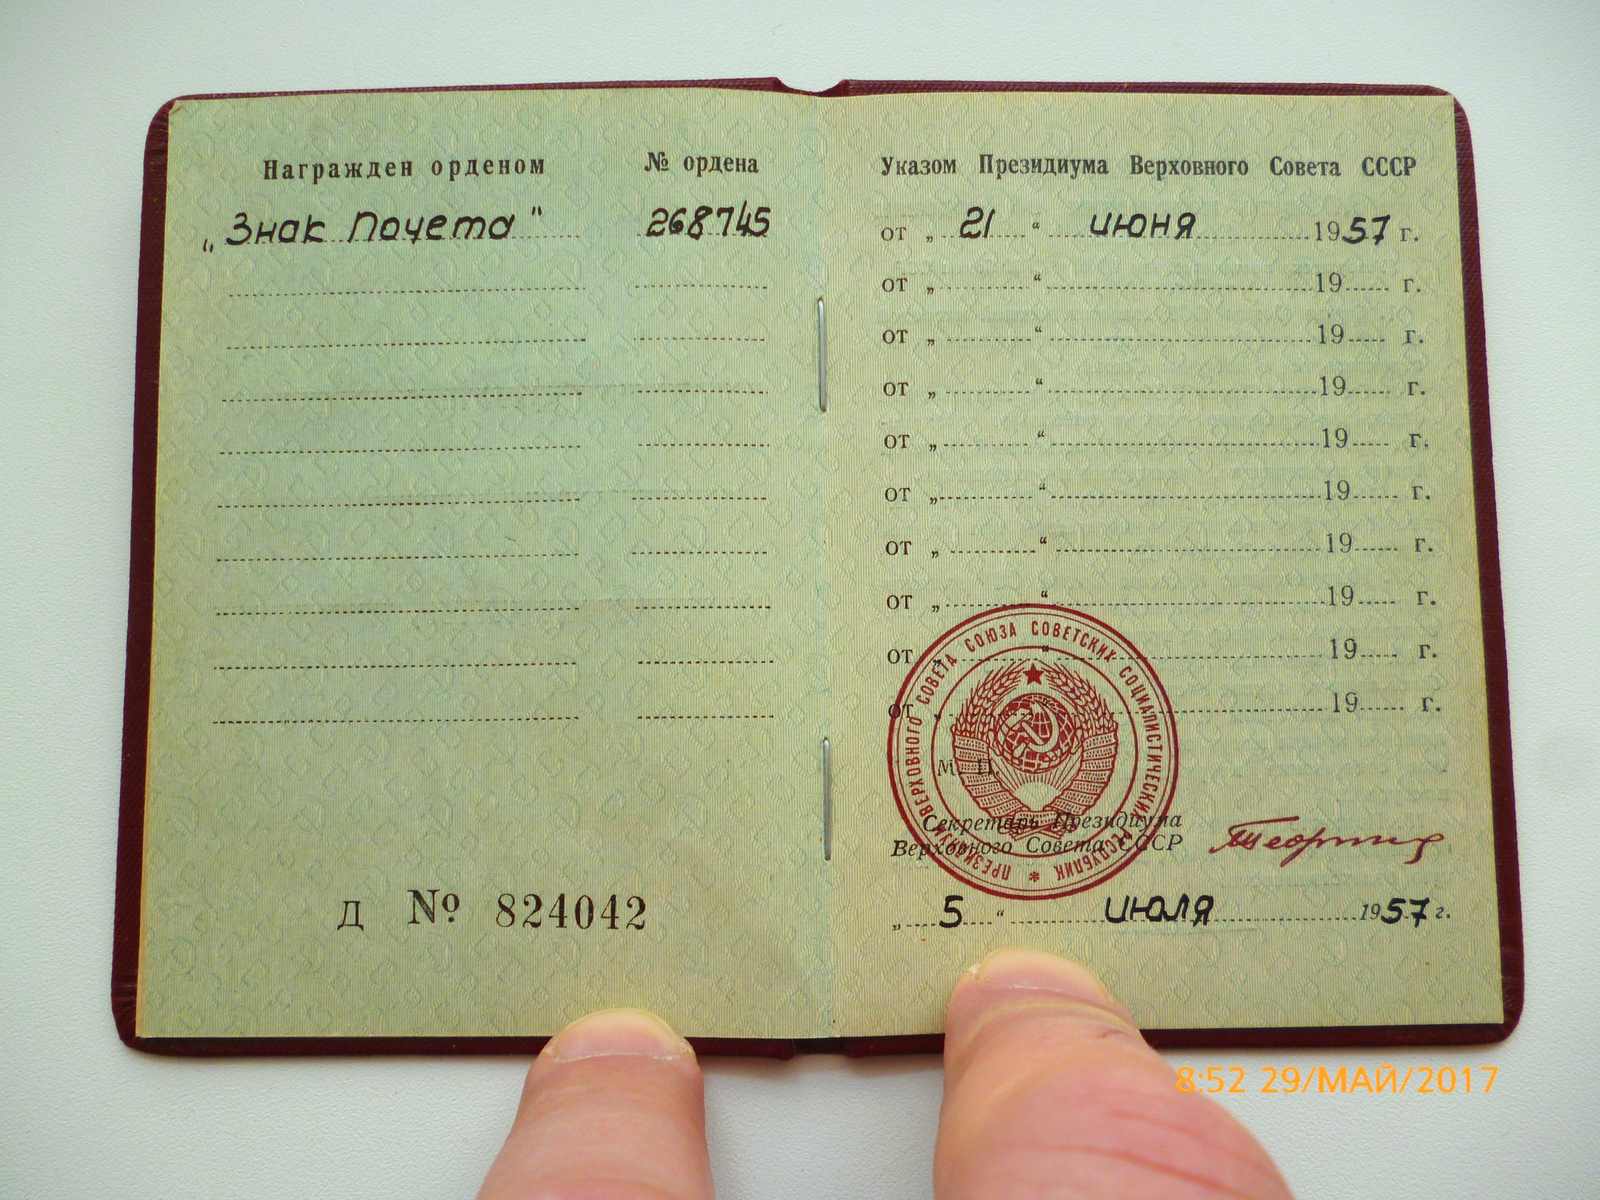 Награжден орденом № ордена
„Знак Почета" 268745
Д № 824042
Указом Президиума Верховного Совета СССР
от „ 21 “ июня 1957 г.
от „ “ 19 г.
от „ “ 19 г.
от „ “ 19 г.
от „ “ 19 г.
от „ “ 19 г.
от „ “ 19 г.
от „ “ 19 г.
от „ “ 19 г.
от „ “ 19 г.
ПРЕЗИДИУМ ВЕРХОВНОГО СОВЕТА СОЮЗА СОВЕТСКИХ СОЦИАЛИСТИЧЕСКИХ РЕСПУБЛИК *
М. П.
Секретарь Президиума
Верховного Совета СССР
„ 5 “ июля 1957 г.
8:52 29/МАЙ/2017